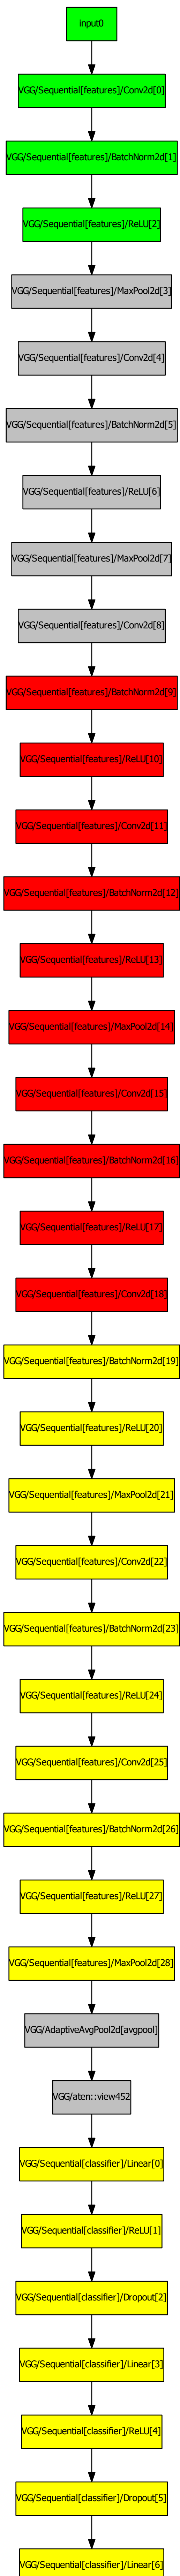 input0
VGG/Sequential[features]/Conv2d[0]
VGG/Sequential[features]/BatchNorm2d[1]
VGG/Sequential[features]/ReLU[2]
VGG/Sequential[features]/MaxPool2d[3]
VGG/Sequential[features]/Conv2d[4]
VGG/Sequential[features]/BatchNorm2d[5]
VGG/Sequential[features]/ReLU[6]
VGG/Sequential[features]/MaxPool2d[7]
VGG/Sequential[features]/Conv2d[8]
VGG/Sequential[features]/BatchNorm2d[9]
VGG/Sequential[features]/ReLU[10]
VGG/Sequential[features]/Conv2d[11]
VGG/Sequential[features]/BatchNorm2d[12]
VGG/Sequential[features]/ReLU[13]
VGG/Sequential[features]/MaxPool2d[14]
VGG/Sequential[features]/Conv2d[15]
VGG/Sequential[features]/BatchNorm2d[16]
VGG/Sequential[features]/ReLU[17]
VGG/Sequential[features]/Conv2d[18]
VGG/Sequential[features]/BatchNorm2d[19]
VGG/Sequential[features]/ReLU[20]
VGG/Sequential[features]/MaxPool2d[21]
VGG/Sequential[features]/Conv2d[22]
VGG/Sequential[features]/BatchNorm2d[23]
VGG/Sequential[features]/ReLU[24]
VGG/Sequential[features]/Conv2d[25]
VGG/Sequential[features]/BatchNorm2d[26]
VGG/Sequential[features]/ReLU[27]
VGG/Sequential[features]/MaxPool2d[28]
VGG/AdaptiveAvgPool2d[avgpool]
VGG/aten::view452
VGG/Sequential[classifier]/Linear[0]
VGG/Sequential[classifier]/ReLU[1]
VGG/Sequential[classifier]/Dropout[2]
VGG/Sequential[classifier]/Linear[3]
VGG/Sequential[classifier]/ReLU[4]
VGG/Sequential[classifier]/Dropout[5]
VGG/Sequential[classifier]/Linear[6]